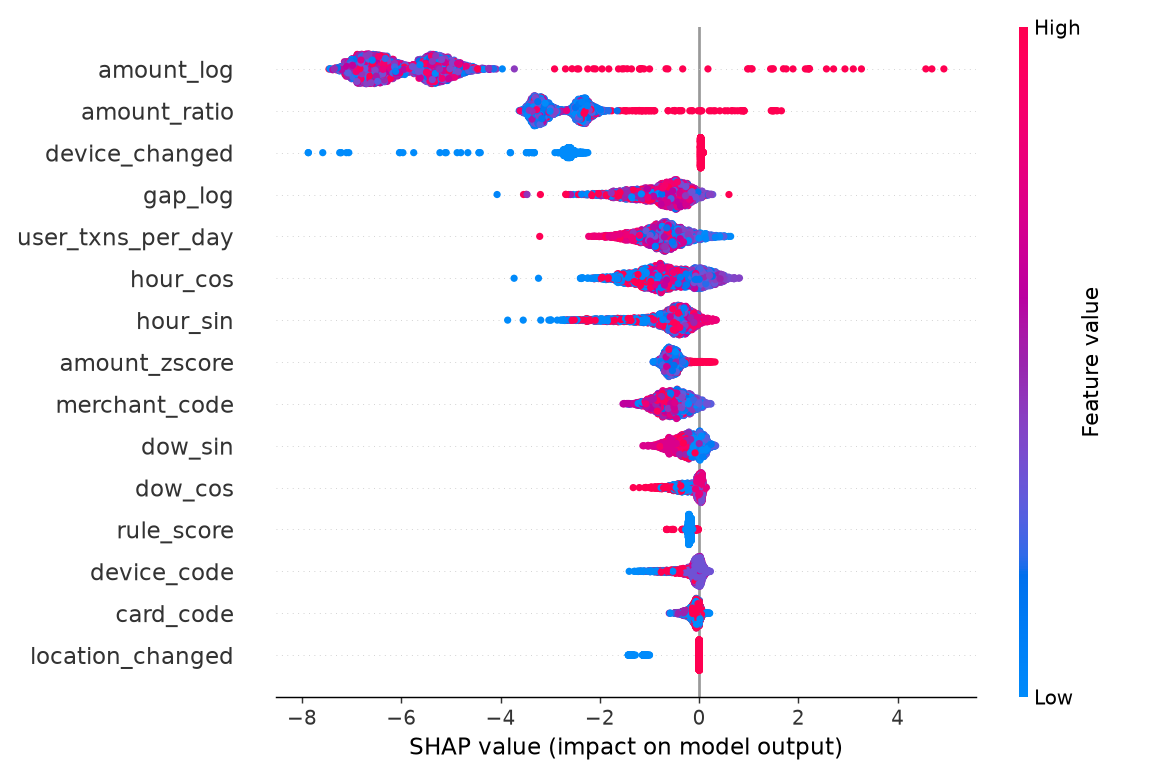 High
amount_log
amount_ratio
device_changed
gap_log
user_txns_per_day
hour_cos
hour_sin
amount_zscore
merchant_code
dow_sin
dow_cos
rule_score
device_code
card_code
location_changed
Feature value
Low
−8 −6 −4 −2 0 2 4
SHAP value (impact on model output)